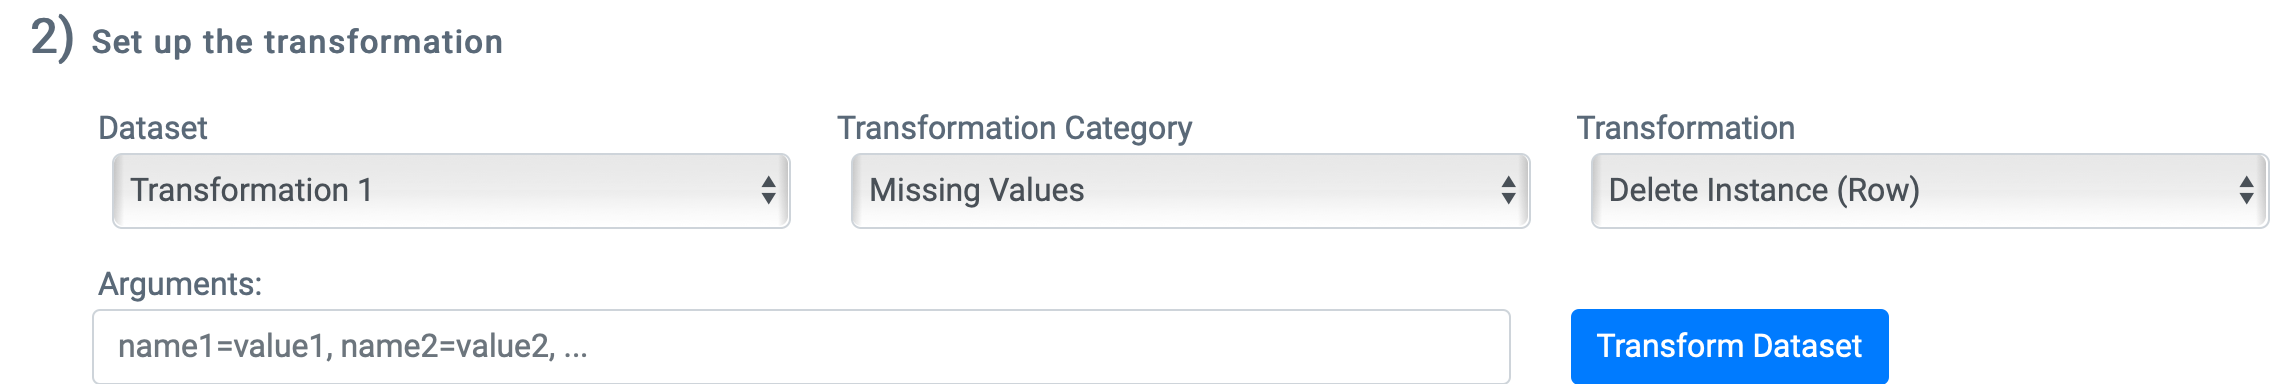 2) Set up the transformation
Dataset Transformation Category Transformation
Transformation 1 Missing Values Delete Instance (Row)
Arguments:
name1=value1, name2=value2, ... Transform Dataset